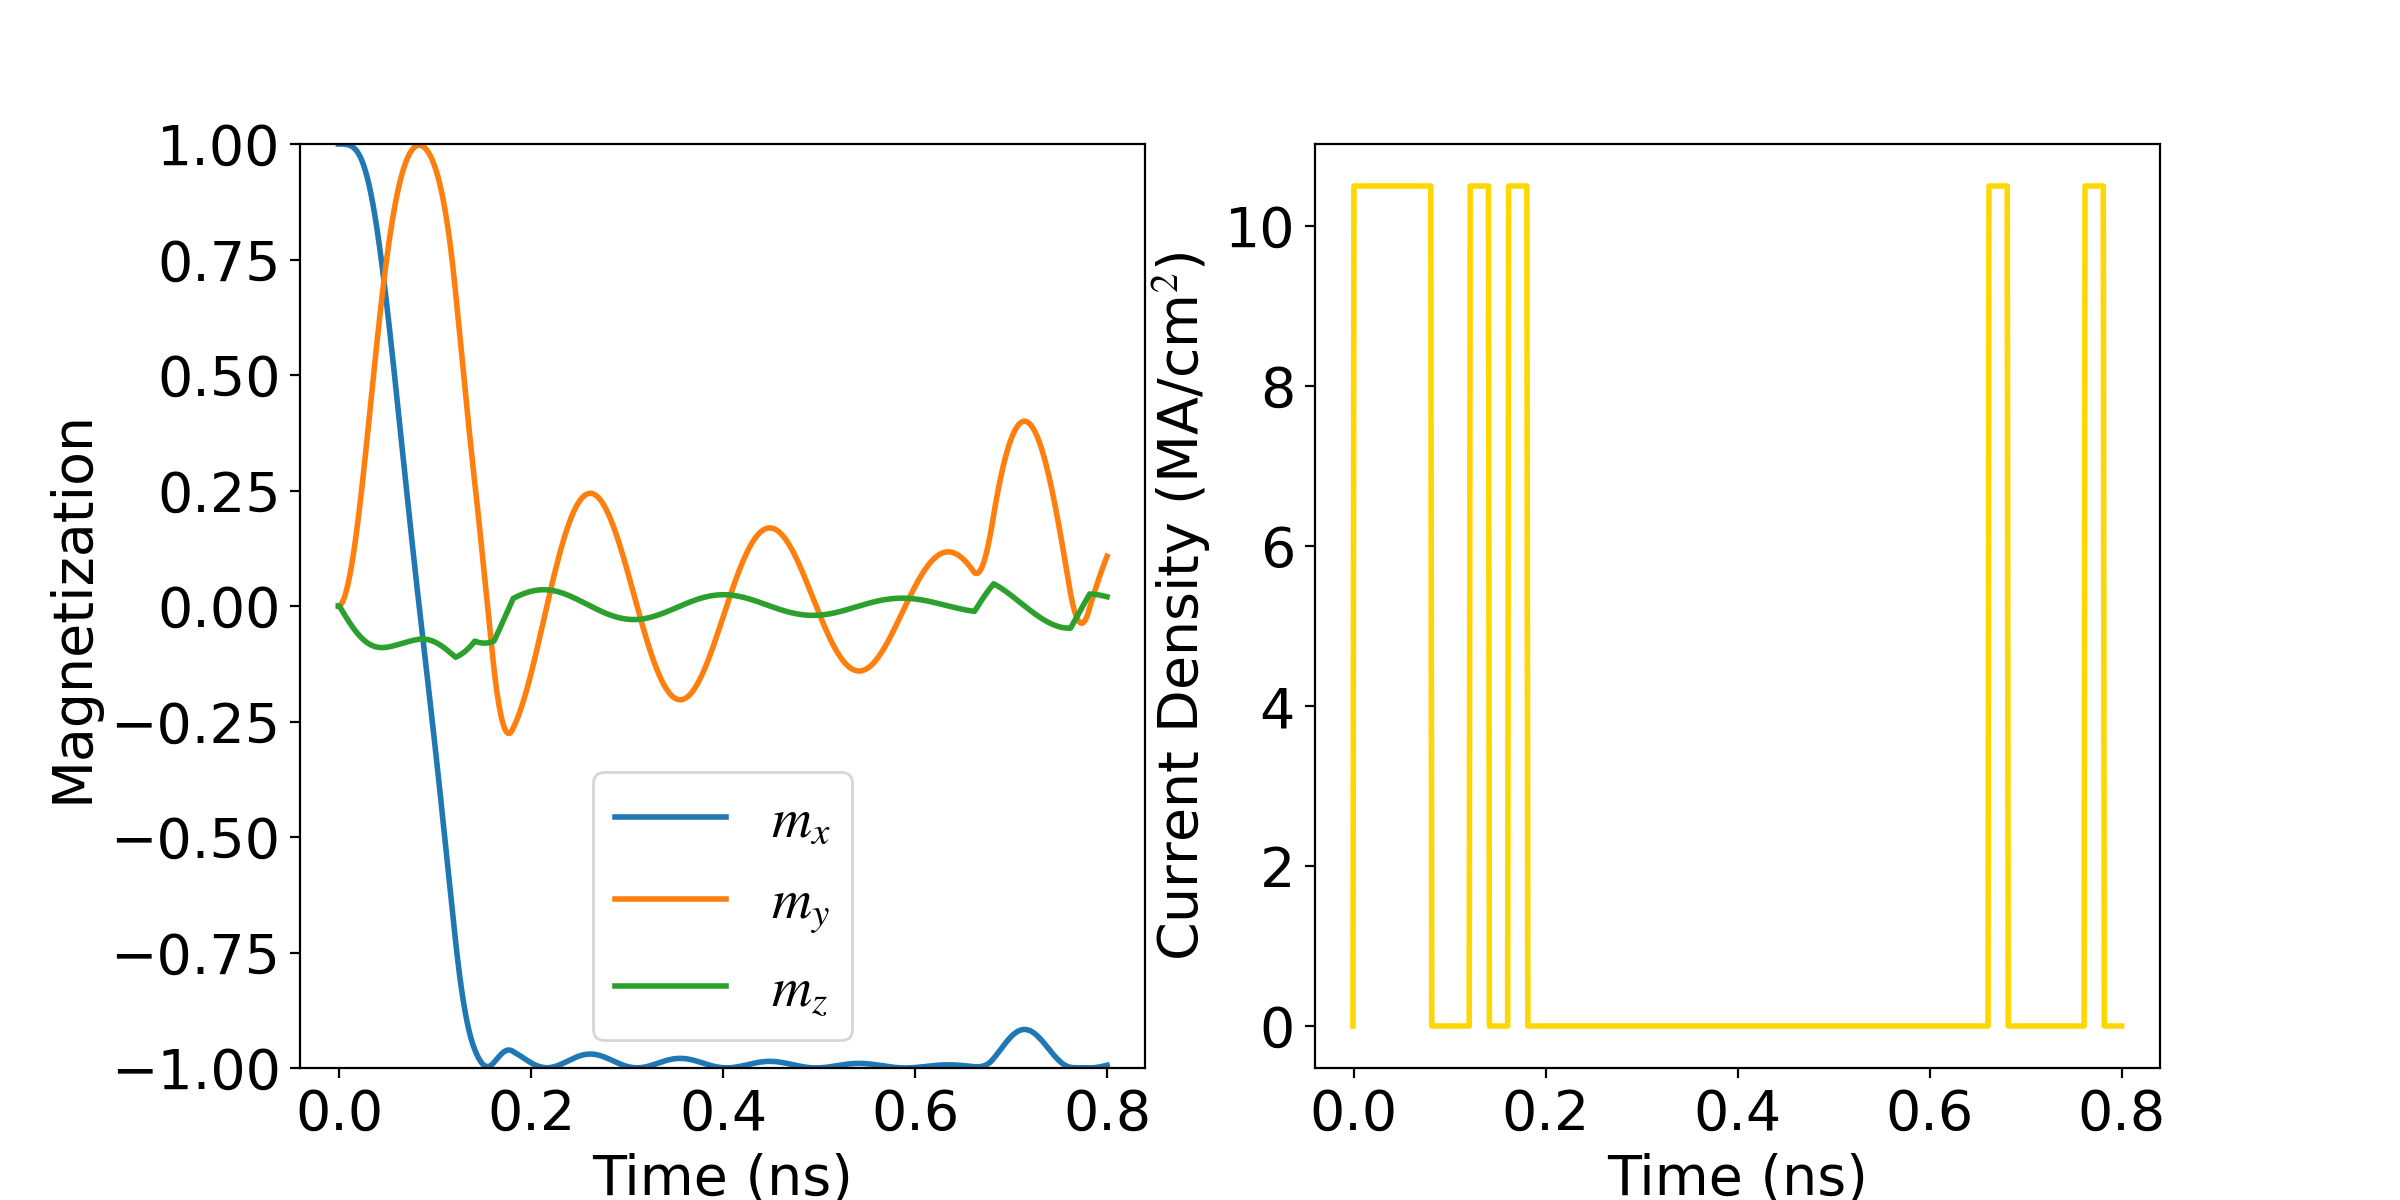 Magnetization
1.00
0.75
0.50
0.25
0.00
−0.25
−0.50
−0.75
−1.00
0.0 0.2 0.4 0.6 0.8
Time (ns)
m_x
m_y
m_z
Current Density (MA/cm²)
10
8
6
4
2
0
0.0 0.2 0.4 0.6 0.8
Time (ns)